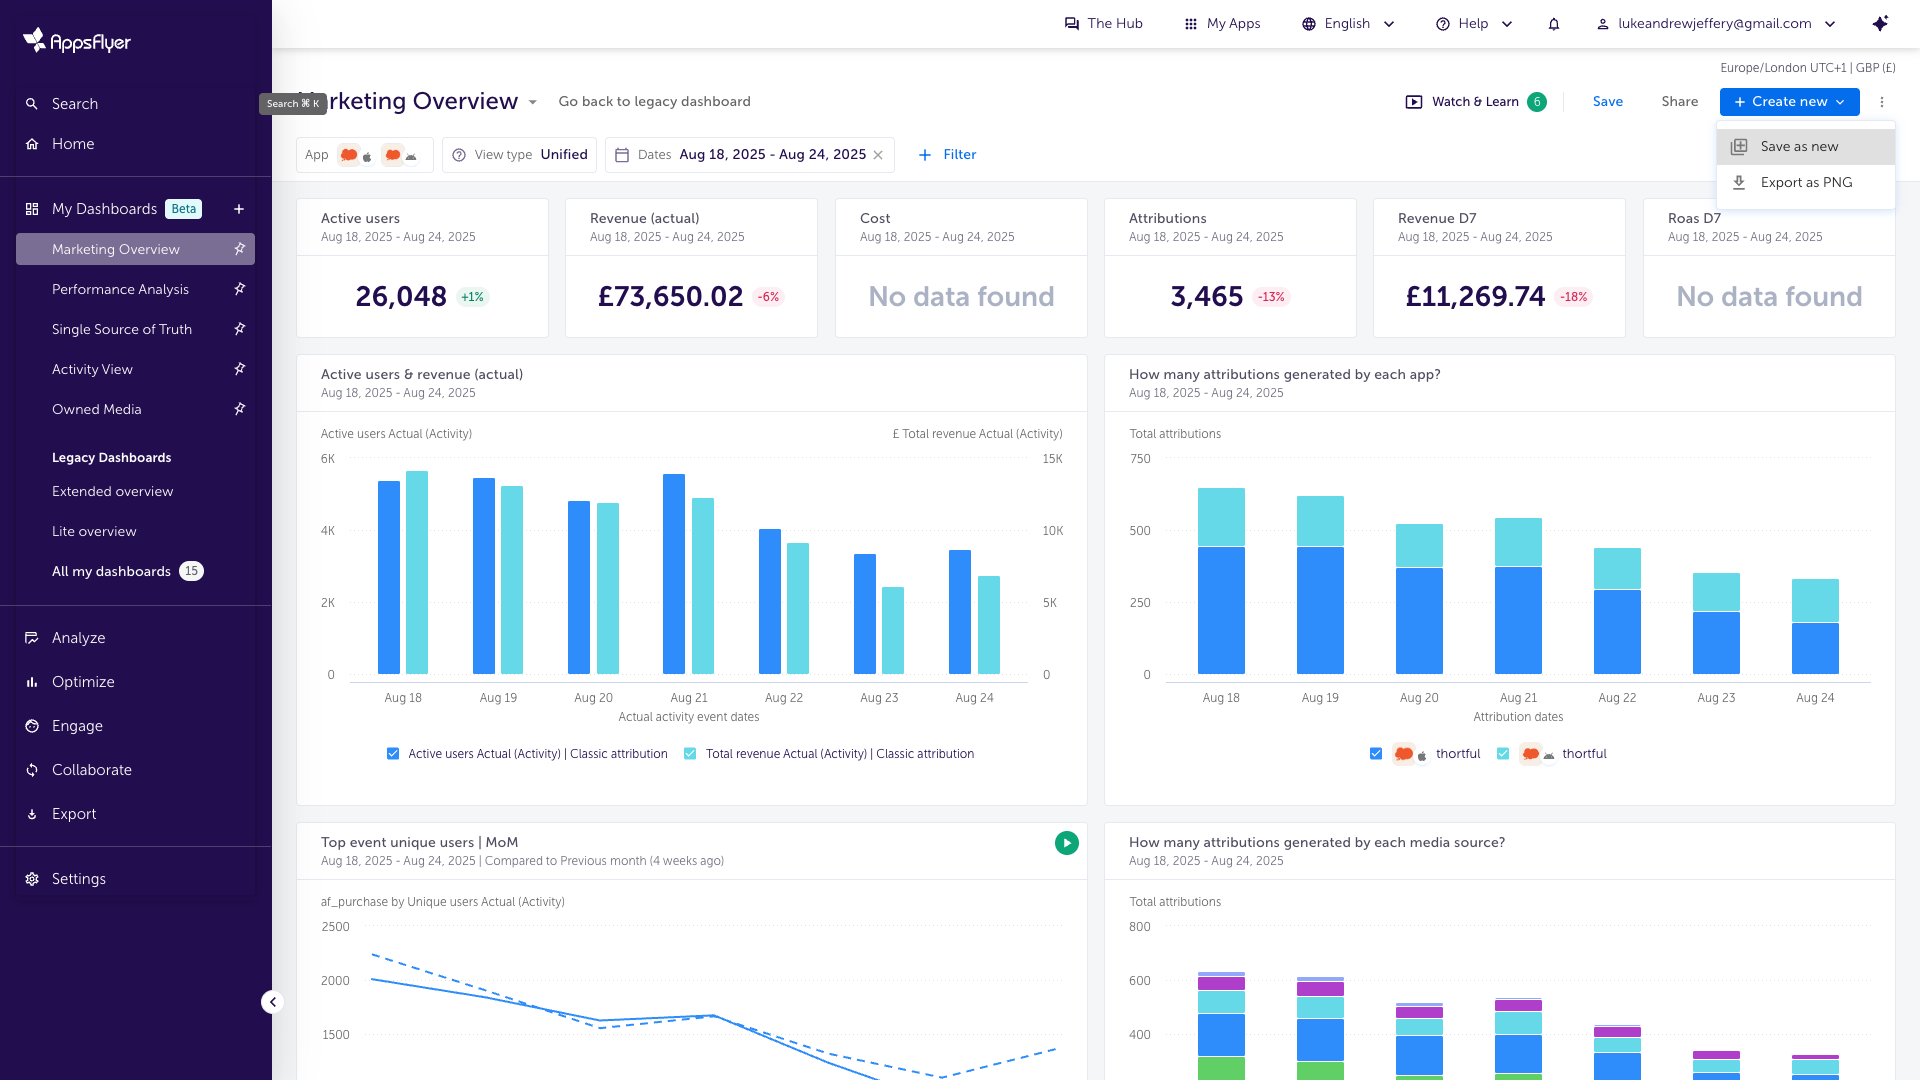 AppsFlyer
The Hub
My Apps
English
Help
lukeandrewjeffery@gmail.com
Europe/London UTC+1 | GBP (£)
Search
Search ⌘ K
Home
My Dashboards Beta
Marketing Overview
Performance Analysis
Single Source of Truth
Activity View
Owned Media
Legacy Dashboards
Extended overview
Lite overview
All my dashboards 15
Analyze
Optimize
Engage
Collaborate
Export
Settings
arketing Overview
Go back to legacy dashboard
Watch & Learn 6
Save
Share
+ Create new
Save as new
Export as PNG
App
View type Unified
Dates Aug 18, 2025 - Aug 24, 2025
+ Filter
Active users
Aug 18, 2025 - Aug 24, 2025
26,048 +1%
Revenue (actual)
Aug 18, 2025 - Aug 24, 2025
£73,650.02 -6%
Cost
Aug 18, 2025 - Aug 24, 2025
No data found
Attributions
Aug 18, 2025 - Aug 24, 2025
3,465 -13%
Revenue D7
Aug 18, 2025 - Aug 24, 2025
£11,269.74 -18%
Roas D7
Aug 18, 2025 - Aug 24, 2025
No data found
Active users & revenue (actual)
Aug 18, 2025 - Aug 24, 2025
Active users Actual (Activity)
£ Total revenue Actual (Activity)
6K 15K
4K 10K
2K 5K
0 0
Aug 18 Aug 19 Aug 20 Aug 21 Aug 22 Aug 23 Aug 24
Actual activity event dates
Active users Actual (Activity) | Classic attribution
Total revenue Actual (Activity) | Classic attribution
How many attributions generated by each app?
Aug 18, 2025 - Aug 24, 2025
Total attributions
750
500
250
0
Aug 18 Aug 19 Aug 20 Aug 21 Aug 22 Aug 23 Aug 24
Attribution dates
thortful
thortful
Top event unique users | MoM
Aug 18, 2025 - Aug 24, 2025 | Compared to Previous month (4 weeks ago)
af_purchase by Unique users Actual (Activity)
2500
2000
1500
How many attributions generated by each media source?
Aug 18, 2025 - Aug 24, 2025
Total attributions
800
600
400